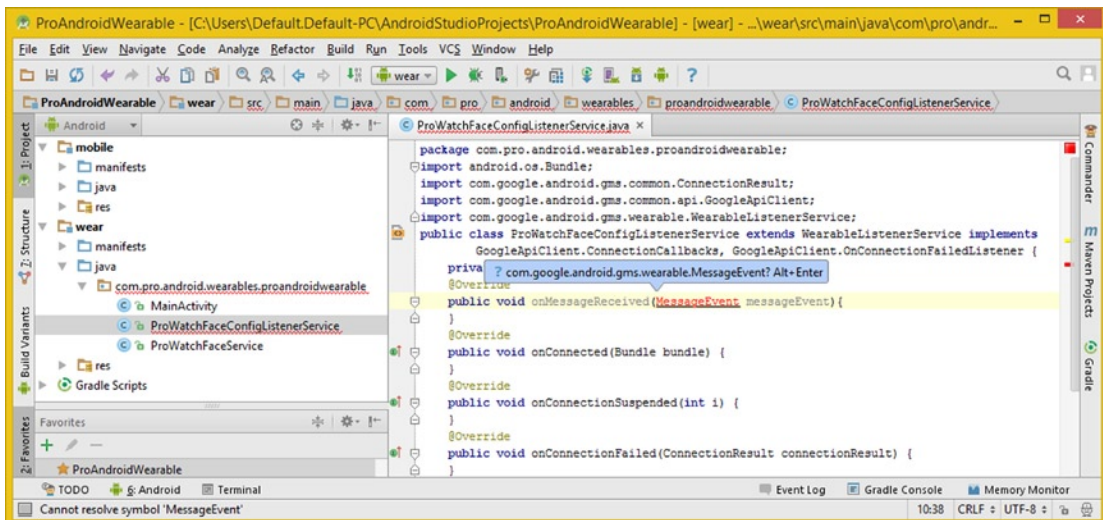 ProAndroidWearable - [C:\Users\Default.Default-PC\AndroidStudioProjects\ProAndroidWearable] - [wear] - ...\wear\src\main\java\com\pro\andr...
File Edit View Navigate Code Analyze Refactor Build Run Tools VCS Window Help
wear
ProAndroidWearable wear src main java com pro android wearables proandroidwearable ProWatchFaceConfigListenerService
1: Project
7: Structure
Build Variants
2: Favorites
Android
mobile
manifests
java
res
wear
manifests
java
com.pro.android.wearables.proandroidwearable
MainActivity
ProWatchFaceConfigListenerService
ProWatchFaceService
res
Gradle Scripts
Favorites
ProAndroidWearable
ProWatchFaceConfigListenerService.java
package com.pro.android.wearables.proandroidwearable;
import android.os.Bundle;
import com.google.android.gms.common.ConnectionResult;
import com.google.android.gms.common.api.GoogleApiClient;
import com.google.android.gms.wearable.WearableListenerService;
public class ProWatchFaceConfigListenerService extends WearableListenerService implements
GoogleApiClient.ConnectionCallbacks, GoogleApiClient.OnConnectionFailedListener {
priva
? com.google.android.gms.wearable.MessageEvent? Alt+Enter
@Override
public void onMessageReceived(MessageEvent messageEvent){
}
@Override
public void onConnected(Bundle bundle) {
}
@Override
public void onConnectionSuspended(int i) {
}
@Override
public void onConnectionFailed(ConnectionResult connectionResult) {
}
Commander
m Maven Projects
Gradle
TODO 6: Android Terminal Event Log Gradle Console Memory Monitor
Cannot resolve symbol 'MessageEvent' 10:38 CRLF UTF-8